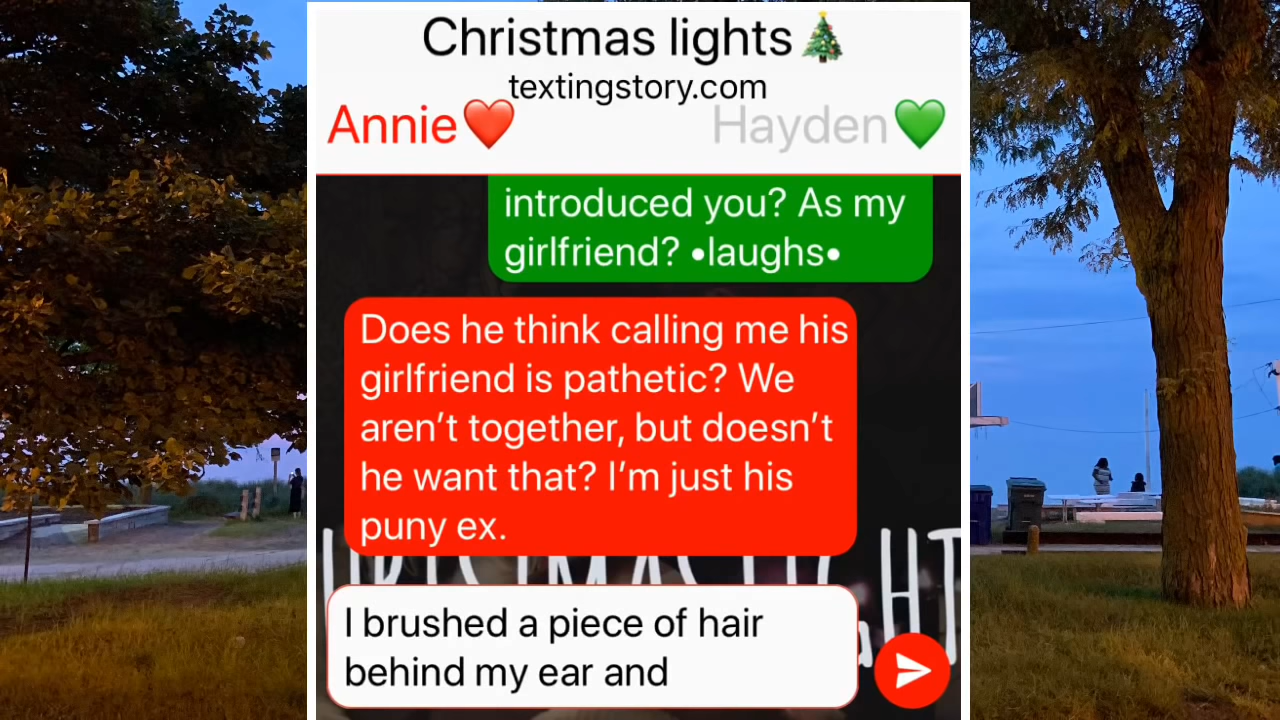 Christmas lights🎄
textingstory.com
Annie❤️ Hayden💚
introduced you? As my
girlfriend? •laughs•
Does he think calling me his
girlfriend is pathetic? We
aren’t together, but doesn’t
he want that? I’m just his
puny ex.
I brushed a piece of hair
behind my ear and